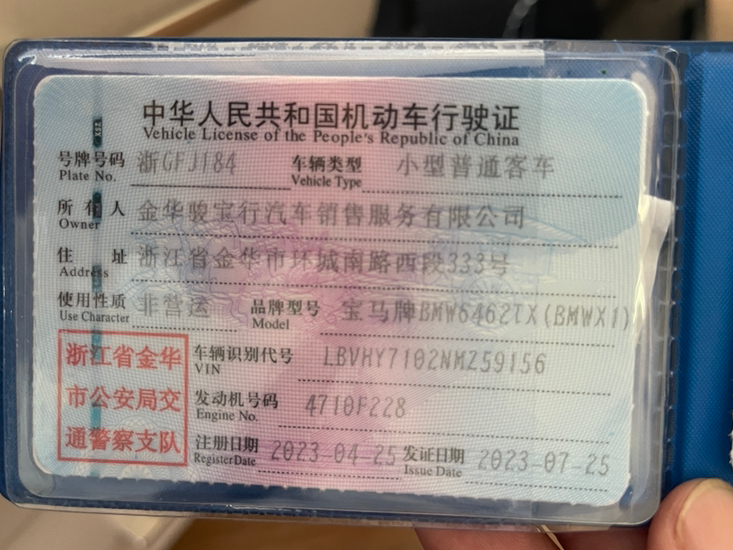 中华人民共和国机动车行驶证
Vehicle License of the People's Republic of China
号牌号码 浙GFJ184 车辆类型 小型普通客车
Plate No. Vehicle Type
所有人 金华骏宝行汽车销售服务有限公司
Owner
住址 浙江省金华市环城南路西段333号
Address
使用性质 非营运 品牌型号 宝马牌BMW6462TX(BMWX1)
Use Character Model
浙江省金华
市公安局交
通警察支队
车辆识别代号 LBVHY7102NMZ59156
VIN
发动机号码 4710F228
Engine No.
注册日期 2023-04-25 发证日期 2023-07-25
Register Date Issue Date